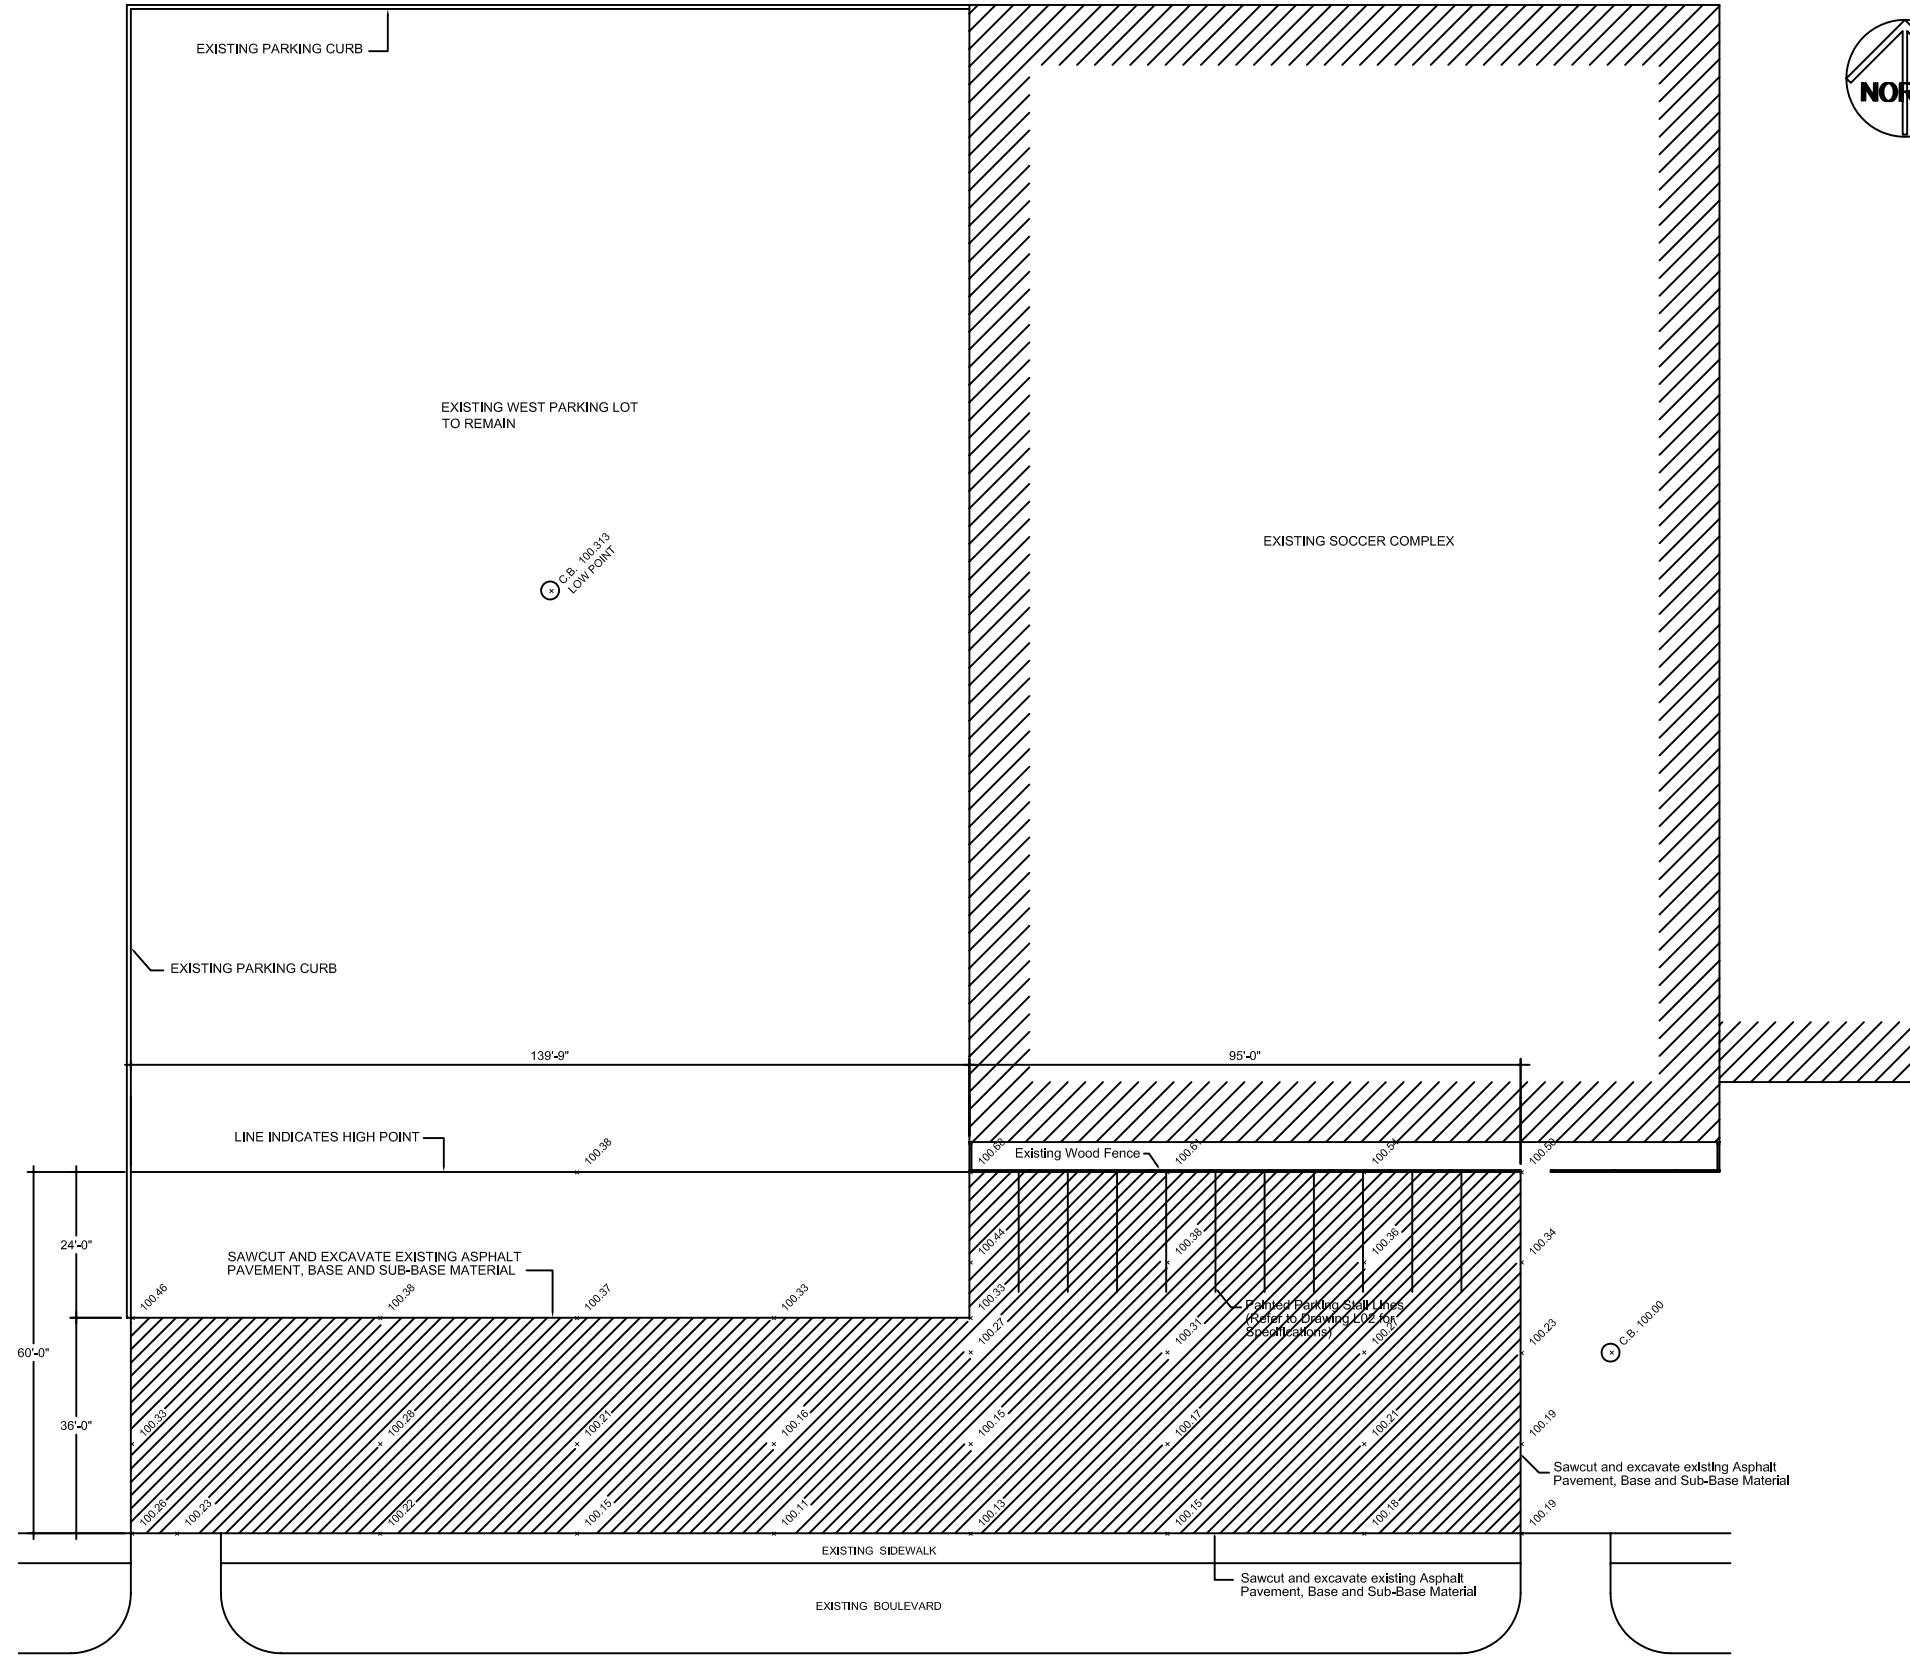 EXISTING PARKING CURB
EXISTING WEST PARKING LOT
TO REMAIN
C.B. 100.313
LOW POINT
EXISTING SOCCER COMPLEX
EXISTING PARKING CURB
139'-9"
95'-0"
LINE INDICATES HIGH POINT
100.38
100.68
Existing Wood Fence
100.61
100.54
100.50
24'-0"
SAWCUT AND EXCAVATE EXISTING ASPHALT
PAVEMENT, BASE AND SUB-BASE MATERIAL
100.44
100.38
100.36
100.34
100.46
100.38
100.37
100.33
100.33
Painted Parking Stall Lines
(Refer to Drawing L02 for
Specifications)
100.27
100.31
100.27
100.23
C.B. 100.00
60'-0"
36'-0"
100.33
100.28
100.21
100.16
100.15
100.17
100.21
100.19
Sawcut and excavate existing Asphalt
Pavement, Base and Sub-Base Material
100.26
100.23
100.22
100.15
100.11
100.13
100.15
100.18
100.19
EXISTING SIDEWALK
Sawcut and excavate existing Asphalt
Pavement, Base and Sub-Base Material
EXISTING BOULEVARD